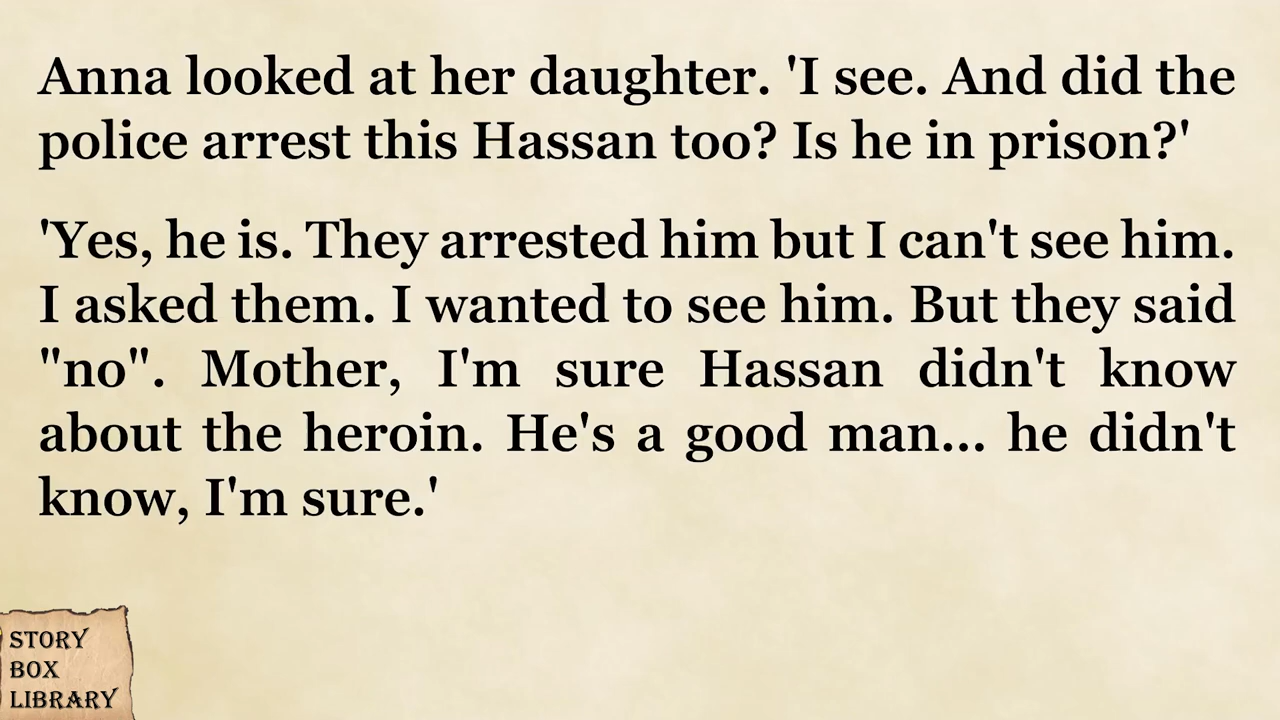 Anna looked at her daughter. 'I see. And did the
police arrest this Hassan too? Is he in prison?'
'Yes, he is. They arrested him but I can't see him.
I asked them. I wanted to see him. But they said
"no". Mother, I'm sure Hassan didn't know
about the heroin. He's a good man... he didn't
know, I'm sure.'
STORY
BOX
LIBRARY